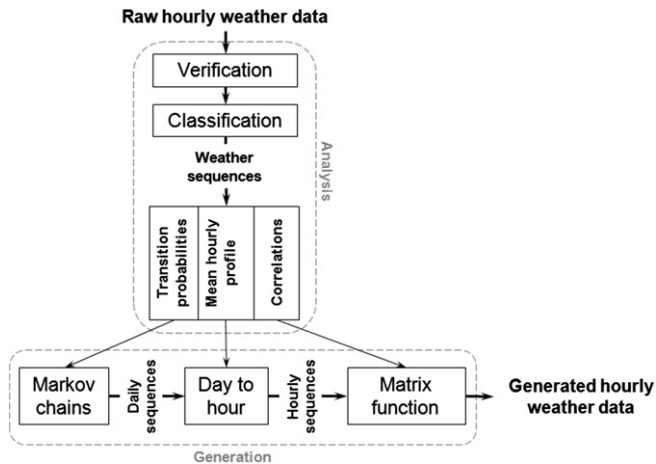 Raw hourly weather data
Verification
Classification
Weather
sequences
Analysis
Transition
probabilities
Mean hourly
profile
Correlations
Markov
chains
Daily
sequences
Day to
hour
Hourly
sequences
Matrix
function
Generated hourly
weather data
Generation